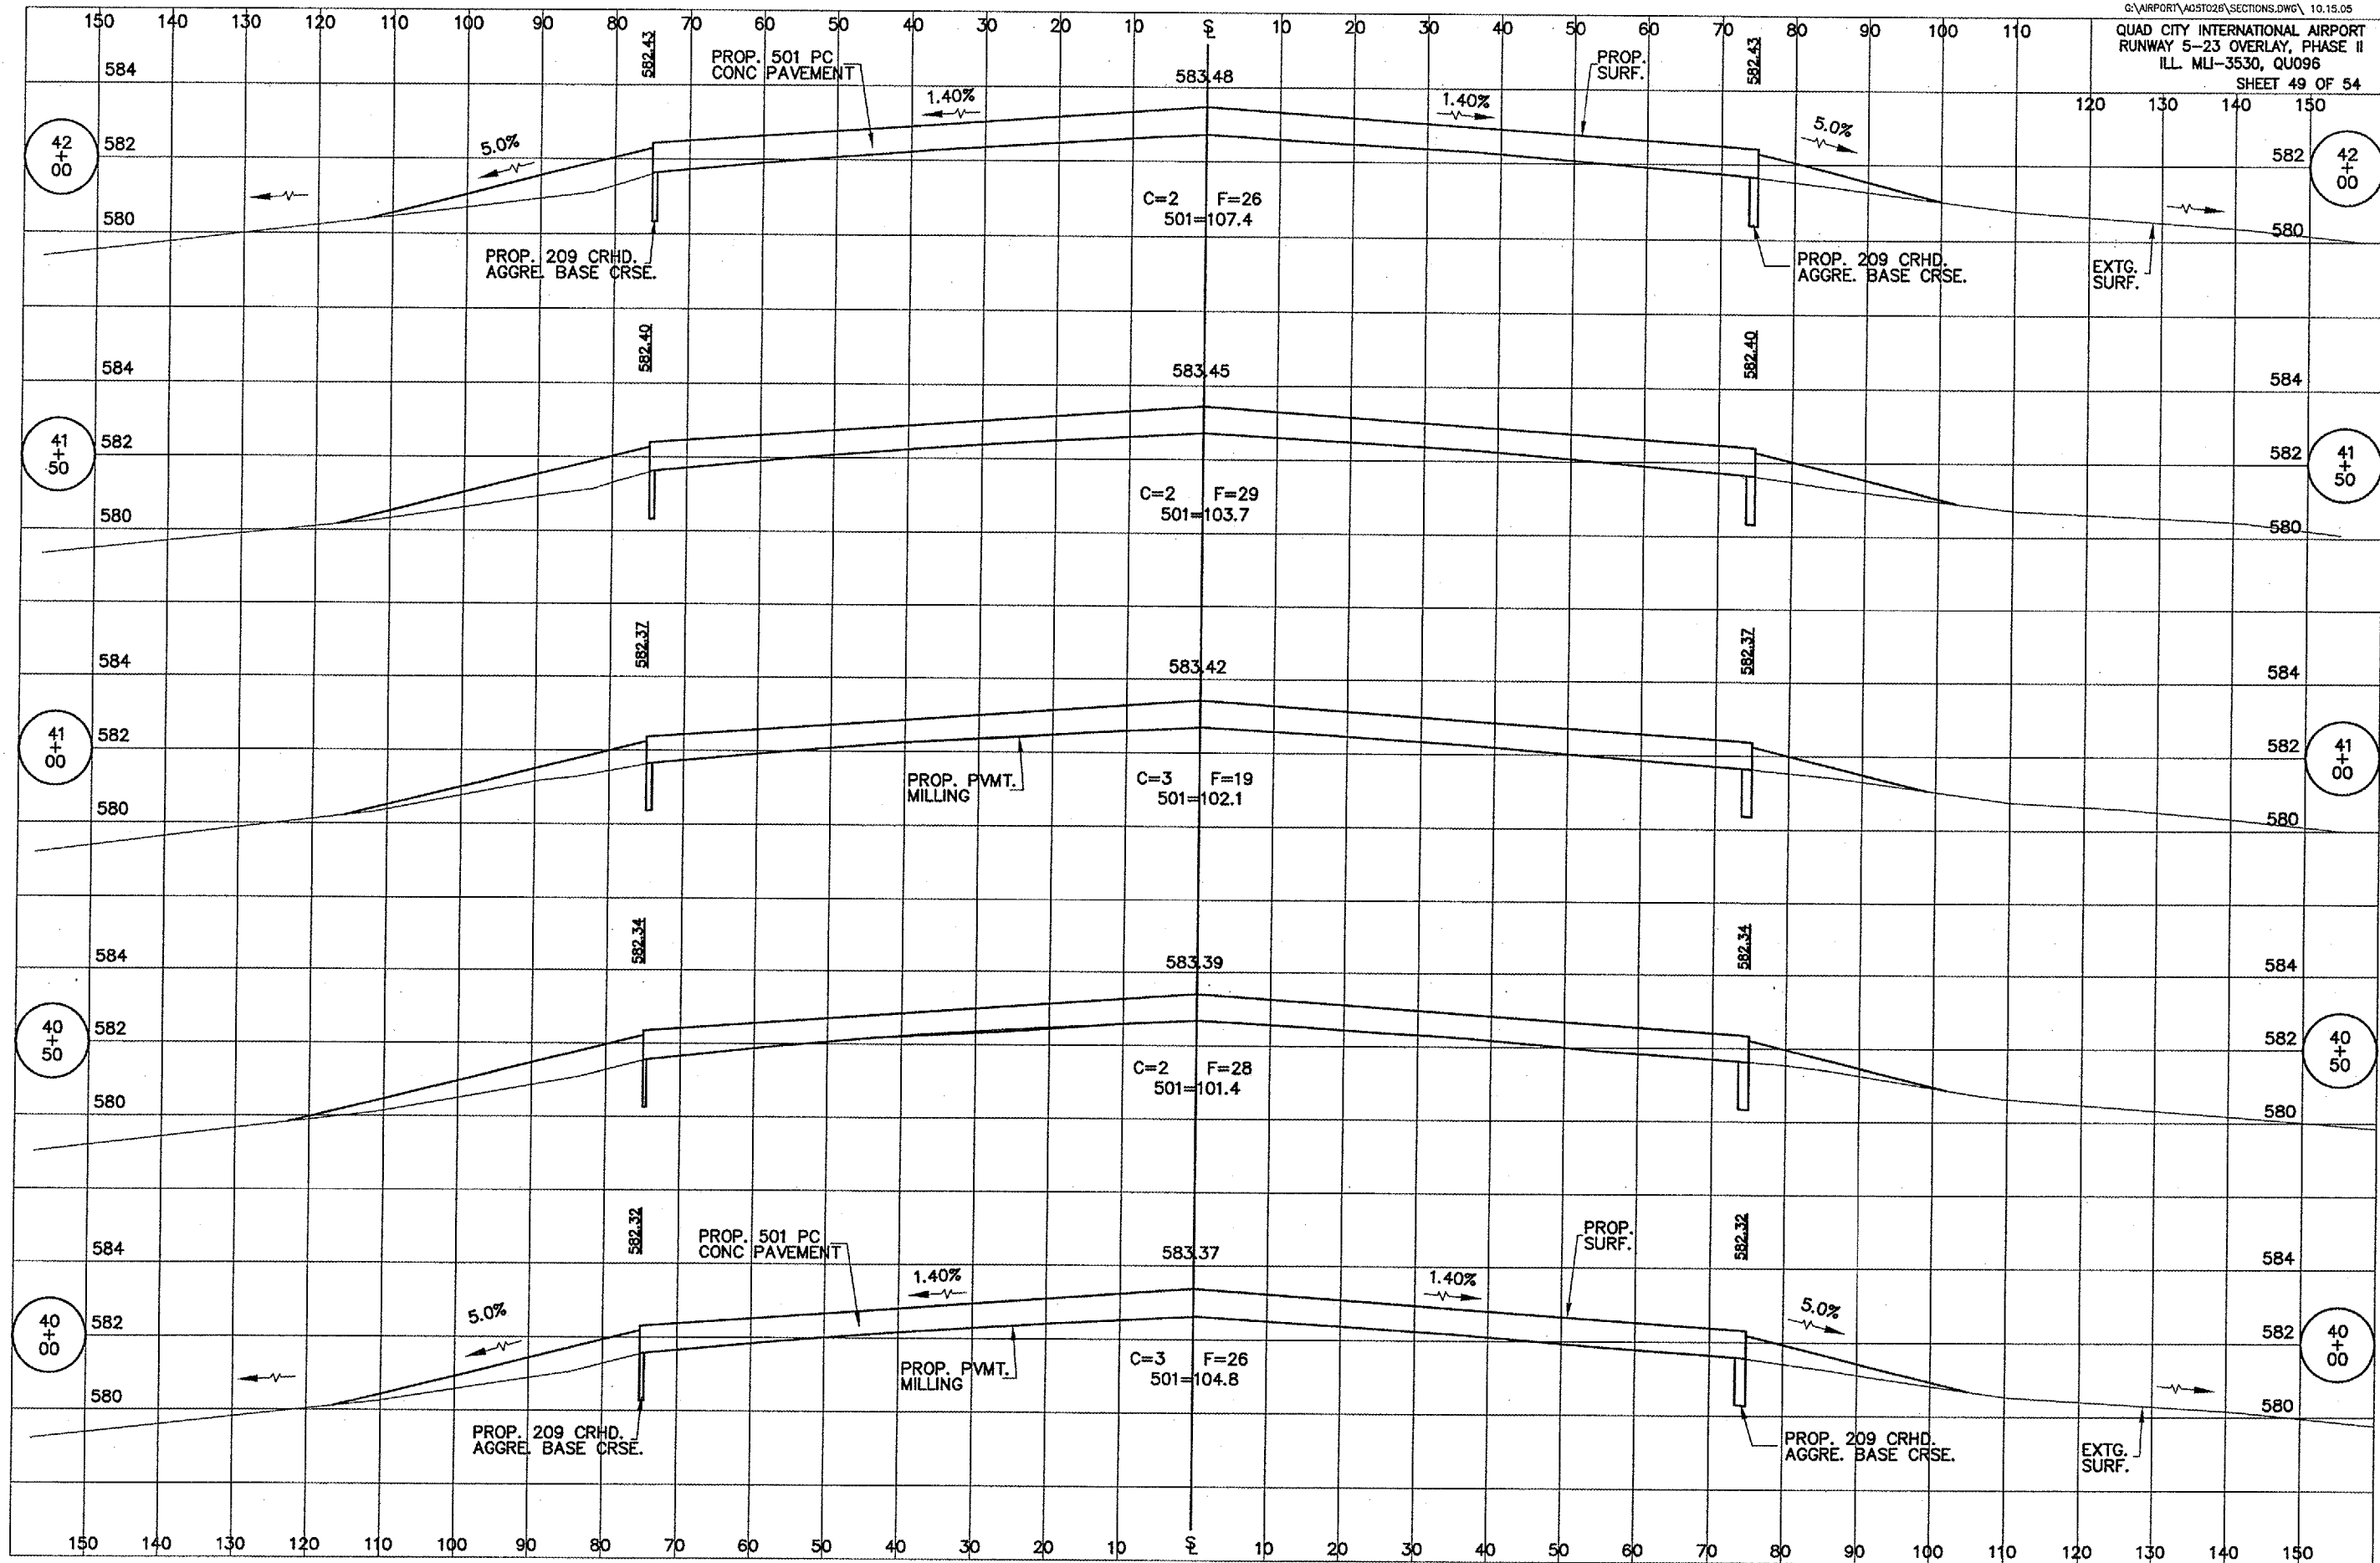 G:\AIRPORT\A05T026\SECTIONS.DWG\ 10.15.05
QUAD CITY INTERNATIONAL AIRPORT
RUNWAY 5-23 OVERLAY, PHASE II
ILL. MLI-3530, QU096
SHEET 49 OF 54
150 140 130 120 110 100 90 80 70 60 50 40 30 20 10 ℄ 10 20 30 40 50 60 70 80 90 100 110
120 130 140 150
582.43
PROP. 501 PC
CONC PAVEMENT
583.48
PROP.
SURF.
582.43
584
1.40%
1.40%
5.0%
5.0%
42
+
00
582
582
42
+
00
C=2 F=26
501=107.4
580
580
PROP. 209 CRHD.
AGGRE. BASE CRSE.
PROP. 209 CRHD.
AGGRE. BASE CRSE.
EXTG.
SURF.
582.40
582.40
583.45
584
584
41
+
50
582
582
41
+
50
C=2 F=29
501=103.7
580
580
582.37
582.37
583.42
584
584
41
+
00
582
582
41
+
00
PROP. PVMT.
MILLING
C=3 F=19
501=102.1
580
580
582.34
582.34
583.39
584
584
40
+
50
582
582
40
+
50
C=2 F=28
501=101.4
580
580
582.32
582.32
PROP. 501 PC
CONC PAVEMENT
583.37
PROP.
SURF.
584
584
1.40%
1.40%
5.0%
5.0%
40
+
00
582
582
40
+
00
PROP. PVMT.
MILLING
C=3 F=26
501=104.8
580
580
PROP. 209 CRHD.
AGGRE. BASE CRSE.
PROP. 209 CRHD.
AGGRE. BASE CRSE.
EXTG.
SURF.
150 140 130 120 110 100 90 80 70 60 50 40 30 20 10 ℄ 10 20 30 40 50 60 70 80 90 100 110 120 130 140 150